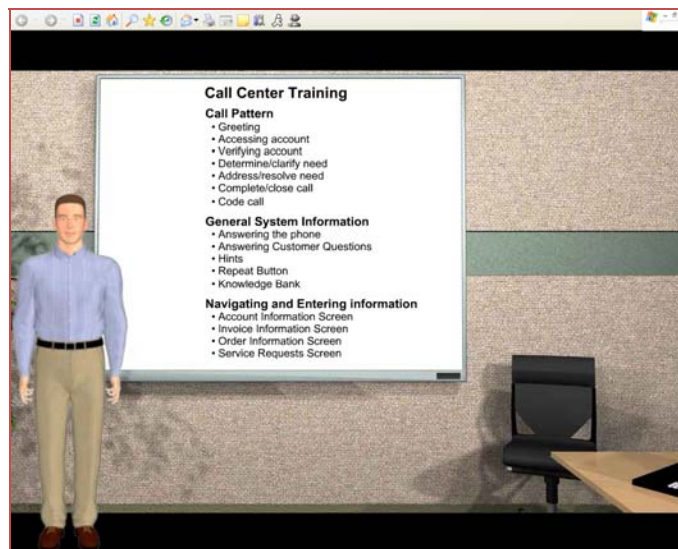 Call Center Training
Call Pattern
• Greeting
• Accessing account
• Verifying account
• Determine/clarify need
• Address/resolve need
• Complete/close call
• Code call
General System Information
• Answering the phone
• Answering Customer Questions
• Hints
• Repeat Button
• Knowledge Bank
Navigating and Entering information
• Account Information Screen
• Invoice Information Screen
• Order Information Screen
• Service Requests Screen